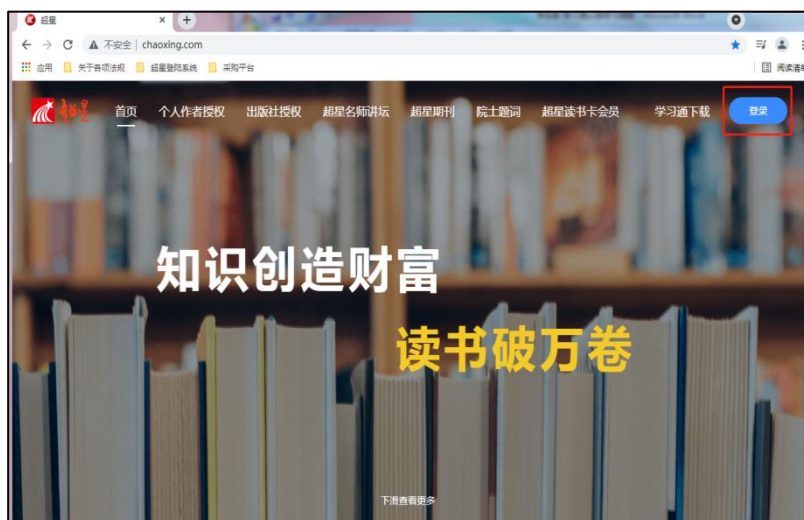 超星
不安全 chaoxing.com
应用 关于各项法规 超星登陆系统 采购平台 阅读清单
超星 首页 个人作者授权 出版社授权 超星名师讲坛 超星期刊 院士题词 超星读书卡会员 学习通下载 登录
知识创造财富
读书破万卷
下滑查看更多